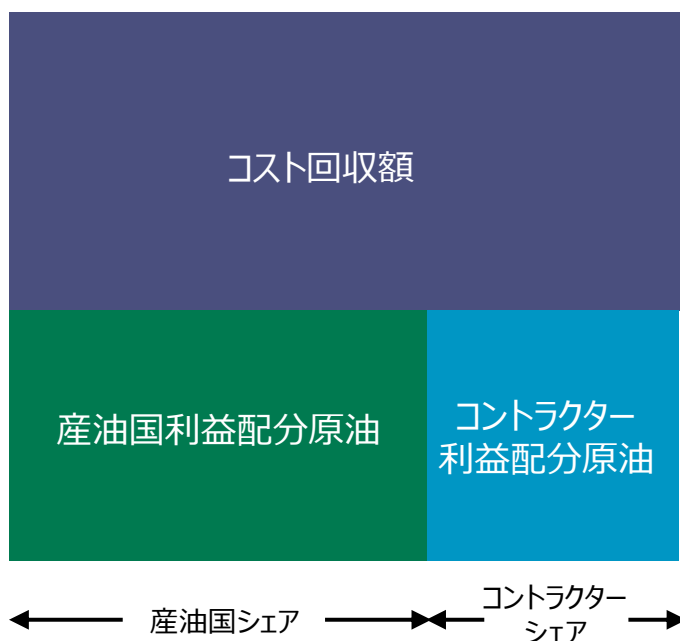 コスト回収額
産油国利益配分原油
コントラクター
利益配分原油
産油国シェア
コントラクター
シェア